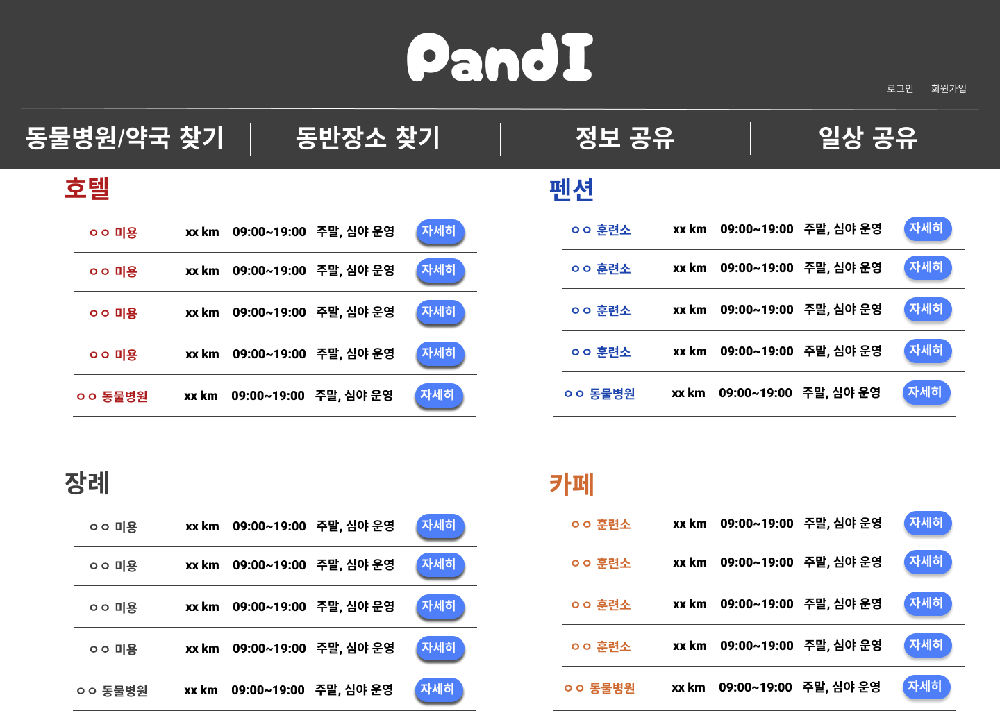 PandI
로그인 회원가입
동물병원/약국 찾기 동반장소 찾기 정보 공유 일상 공유
호텔
ㅇㅇ 미용 xx km 09:00~19:00 주말, 심야 운영 자세히
ㅇㅇ 미용 xx km 09:00~19:00 주말, 심야 운영 자세히
ㅇㅇ 미용 xx km 09:00~19:00 주말, 심야 운영 자세히
ㅇㅇ 미용 xx km 09:00~19:00 주말, 심야 운영 자세히
ㅇㅇ 동물병원 xx km 09:00~19:00 주말, 심야 운영 자세히
펜션
ㅇㅇ 훈련소 xx km 09:00~19:00 주말, 심야 운영 자세히
ㅇㅇ 훈련소 xx km 09:00~19:00 주말, 심야 운영 자세히
ㅇㅇ 훈련소 xx km 09:00~19:00 주말, 심야 운영 자세히
ㅇㅇ 훈련소 xx km 09:00~19:00 주말, 심야 운영 자세히
ㅇㅇ 동물병원 xx km 09:00~19:00 주말, 심야 운영 자세히
장례
ㅇㅇ 미용 xx km 09:00~19:00 주말, 심야 운영 자세히
ㅇㅇ 미용 xx km 09:00~19:00 주말, 심야 운영 자세히
ㅇㅇ 미용 xx km 09:00~19:00 주말, 심야 운영 자세히
ㅇㅇ 미용 xx km 09:00~19:00 주말, 심야 운영 자세히
ㅇㅇ 동물병원 xx km 09:00~19:00 주말, 심야 운영 자세히
카페
ㅇㅇ 훈련소 xx km 09:00~19:00 주말, 심야 운영 자세히
ㅇㅇ 훈련소 xx km 09:00~19:00 주말, 심야 운영 자세히
ㅇㅇ 훈련소 xx km 09:00~19:00 주말, 심야 운영 자세히
ㅇㅇ 훈련소 xx km 09:00~19:00 주말, 심야 운영 자세히
ㅇㅇ 동물병원 xx km 09:00~19:00 주말, 심야 운영 자세히